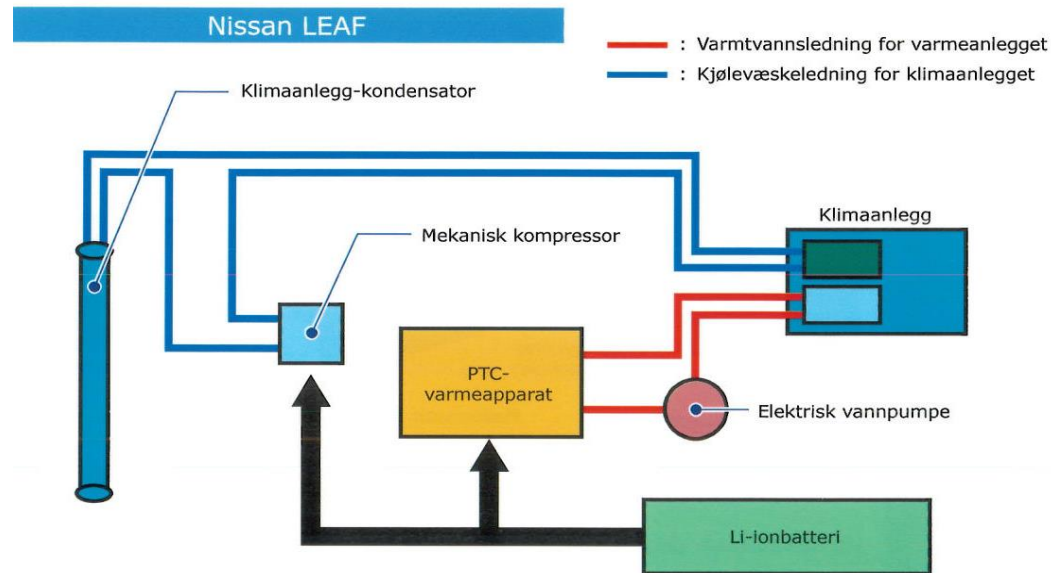 Nissan LEAF
: Varmtvannsledning for varmeanlegget
: Kjølevæskeledning for klimaanlegget
Klimaanlegg-kondensator
Klimaanlegg
Mekanisk kompressor
PTC-
varmeapparat
Elektrisk vannpumpe
Li-ionbatteri